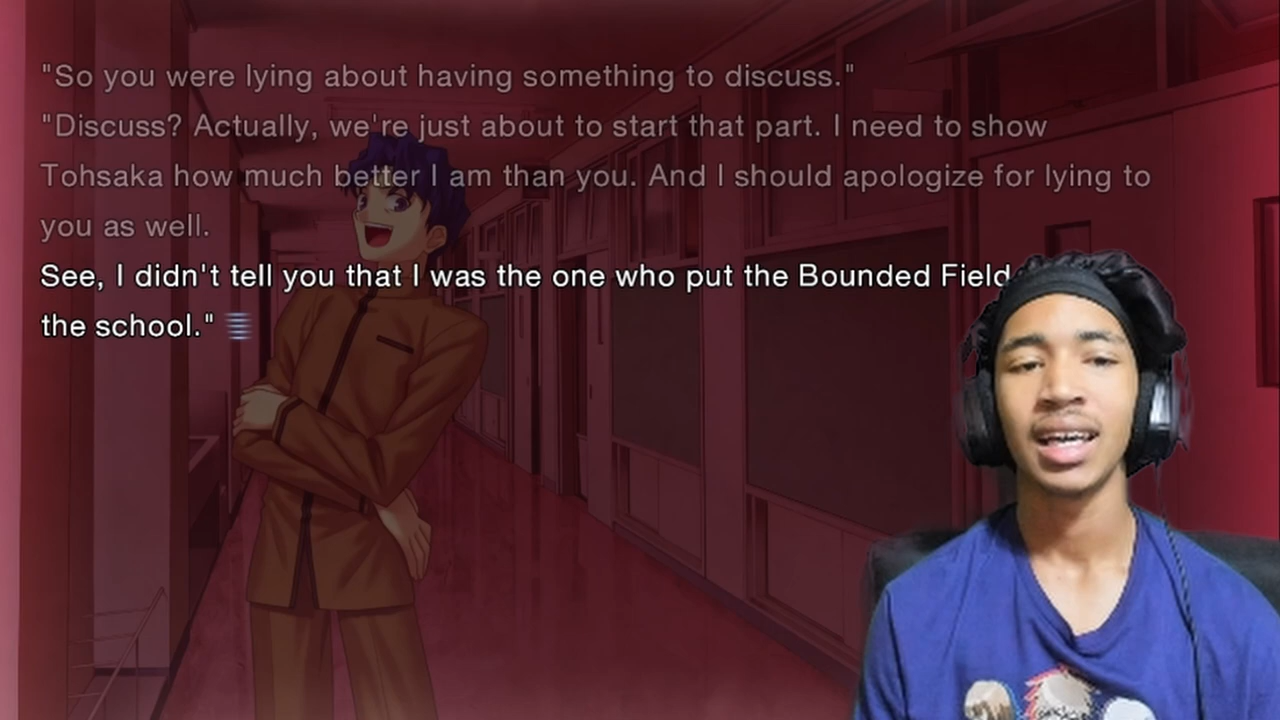 "So you were lying about having something to discuss."
"Discuss? Actually, we're just about to start that part. I need to show
Tohsaka how much better I am than you. And I should apologize for lying to
you as well.
See, I didn't tell you that I was the one who put the Bounded Field
the school."